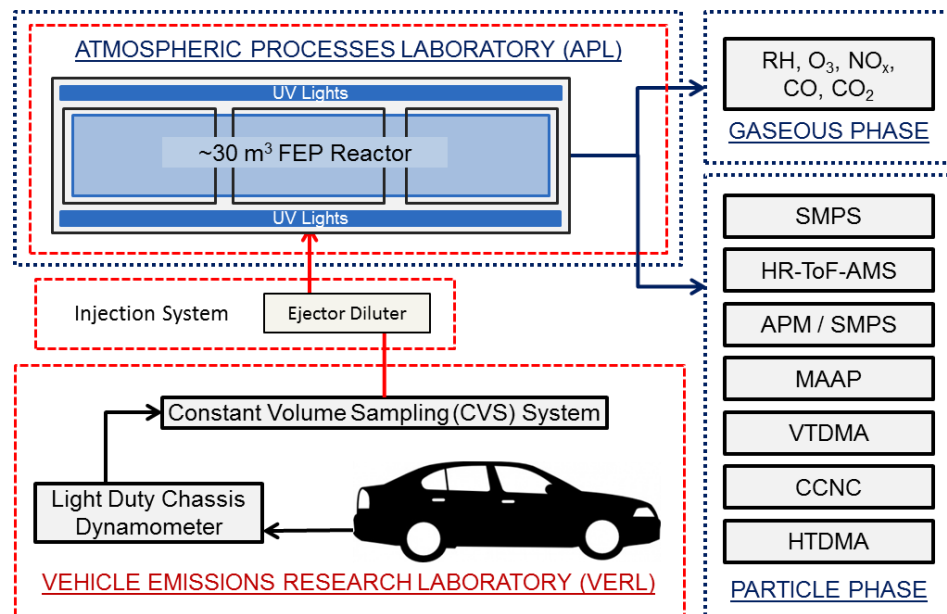 ATMOSPHERIC PROCESSES LABORATORY (APL)
UV Lights
~30 m³ FEP Reactor
UV Lights
Injection System
Ejector Diluter
Constant Volume Sampling (CVS) System
Light Duty Chassis
Dynamometer
VEHICLE EMISSIONS RESEARCH LABORATORY (VERL)
RH, O₃, NOₓ,
CO, CO₂
GASEOUS PHASE
SMPS
HR-ToF-AMS
APM / SMPS
MAAP
VTDMA
CCNC
HTDMA
PARTICLE PHASE